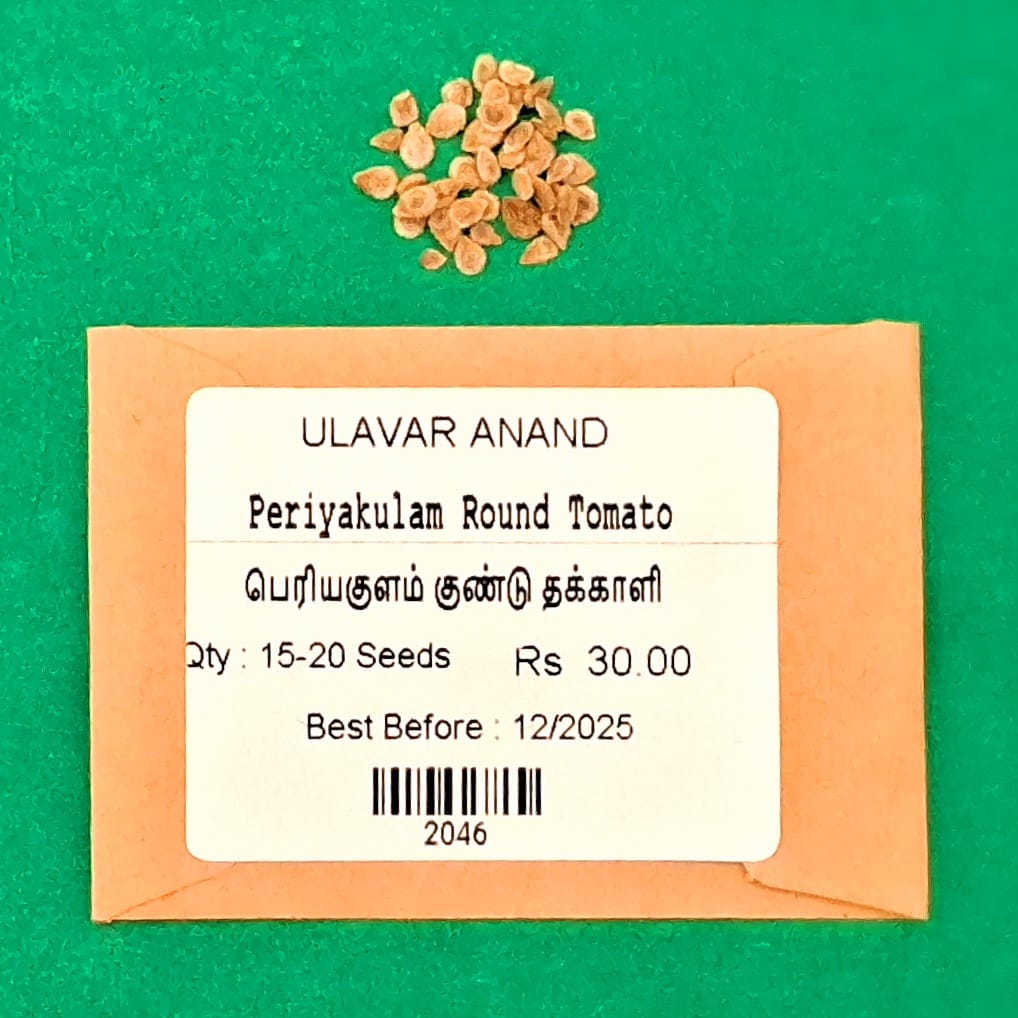 ULAVAR ANAND
Periyakulam Round Tomato
பெரியகுளம் குண்டு தக்காளி
Qty : 15-20 Seeds Rs 30.00
Best Before : 12/2025
2046